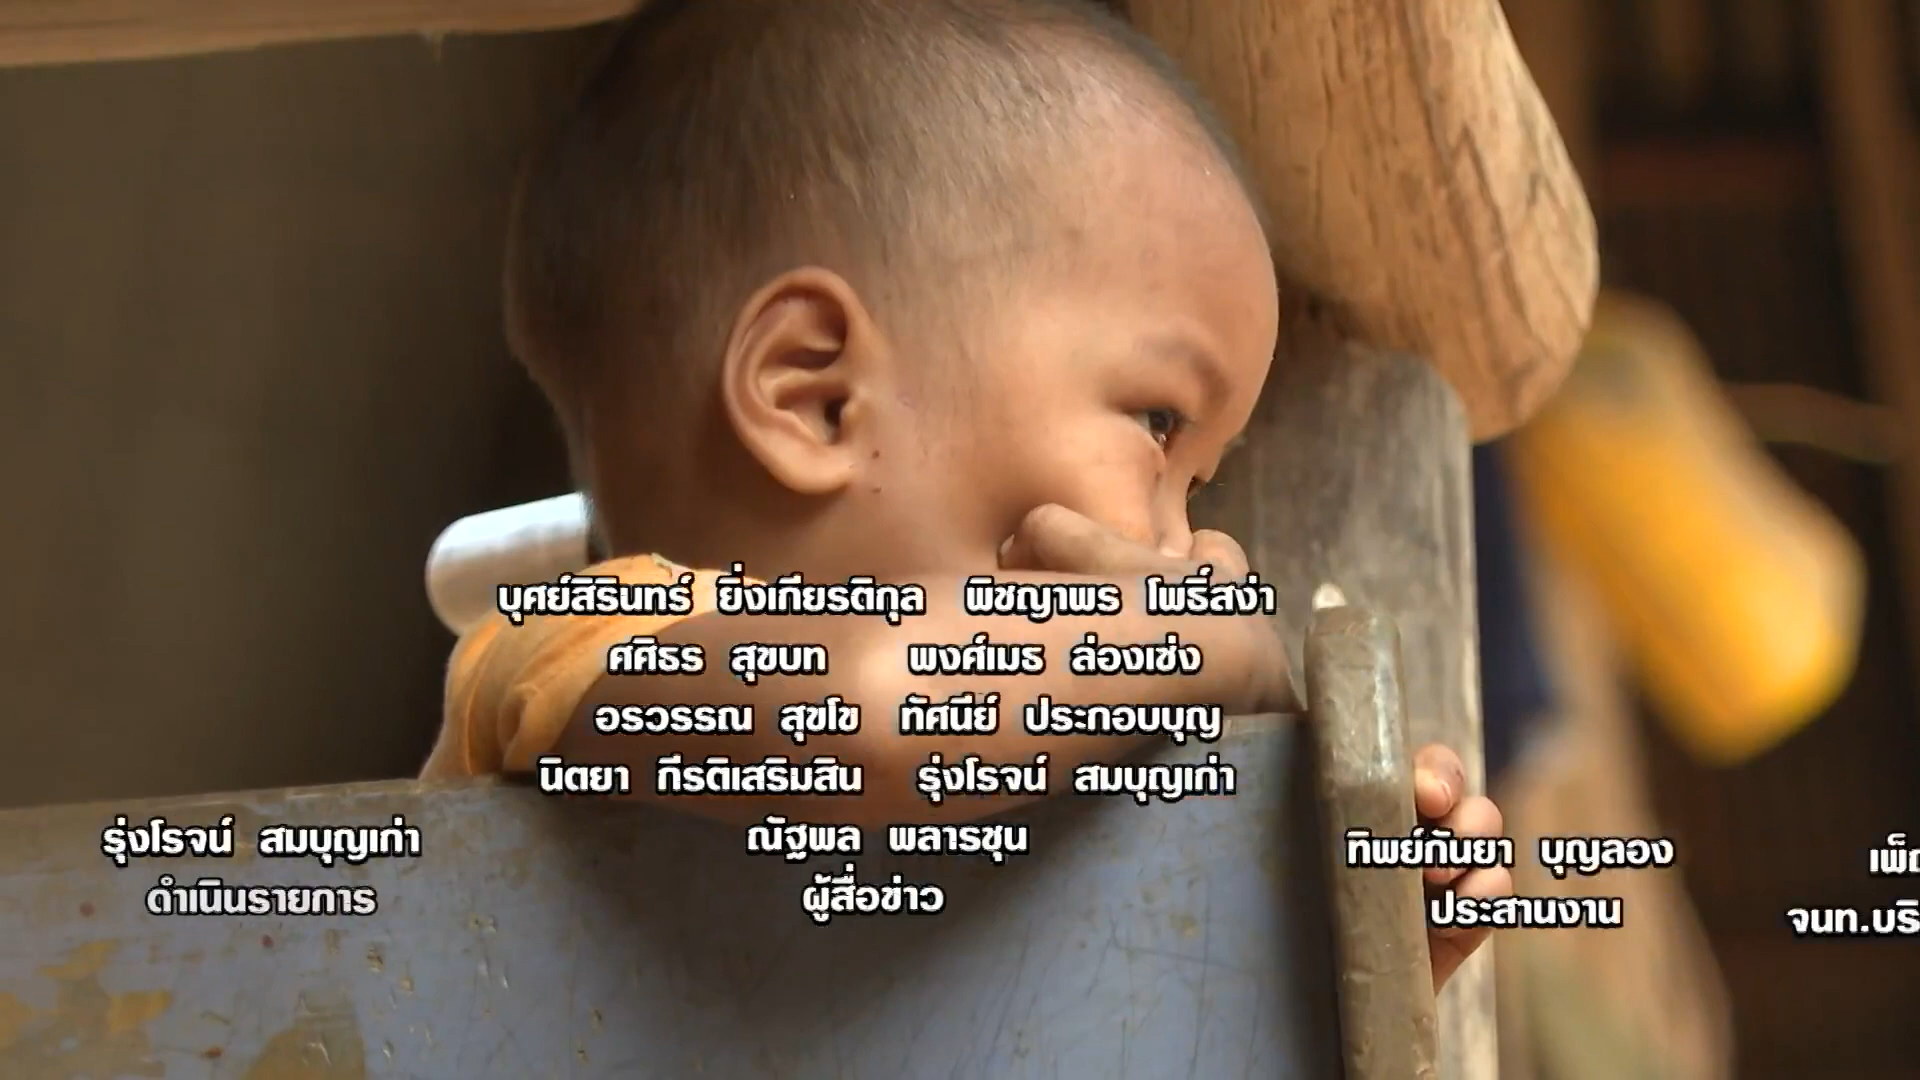 บุศย์สิรินทร์ ยิ่งเกียรติกุล พิชญาพร โพธิ์สง่า
ศศิธร สุขบท พงศ์เมธ ล่องเซ่ง
อรวรรณ สุขโข ทัศนีย์ ประกอบบุญ
นิตยา กีรติเสริมสิน รุ่งโรจน์ สมบุญเก่า
ณัฐพล พลารชุน
ผู้สื่อข่าว
รุ่งโรจน์ สมบุญเก่า
ดำเนินรายการ
ทิพย์กันยา บุญลอง
ประสานงาน
จนท.บริ